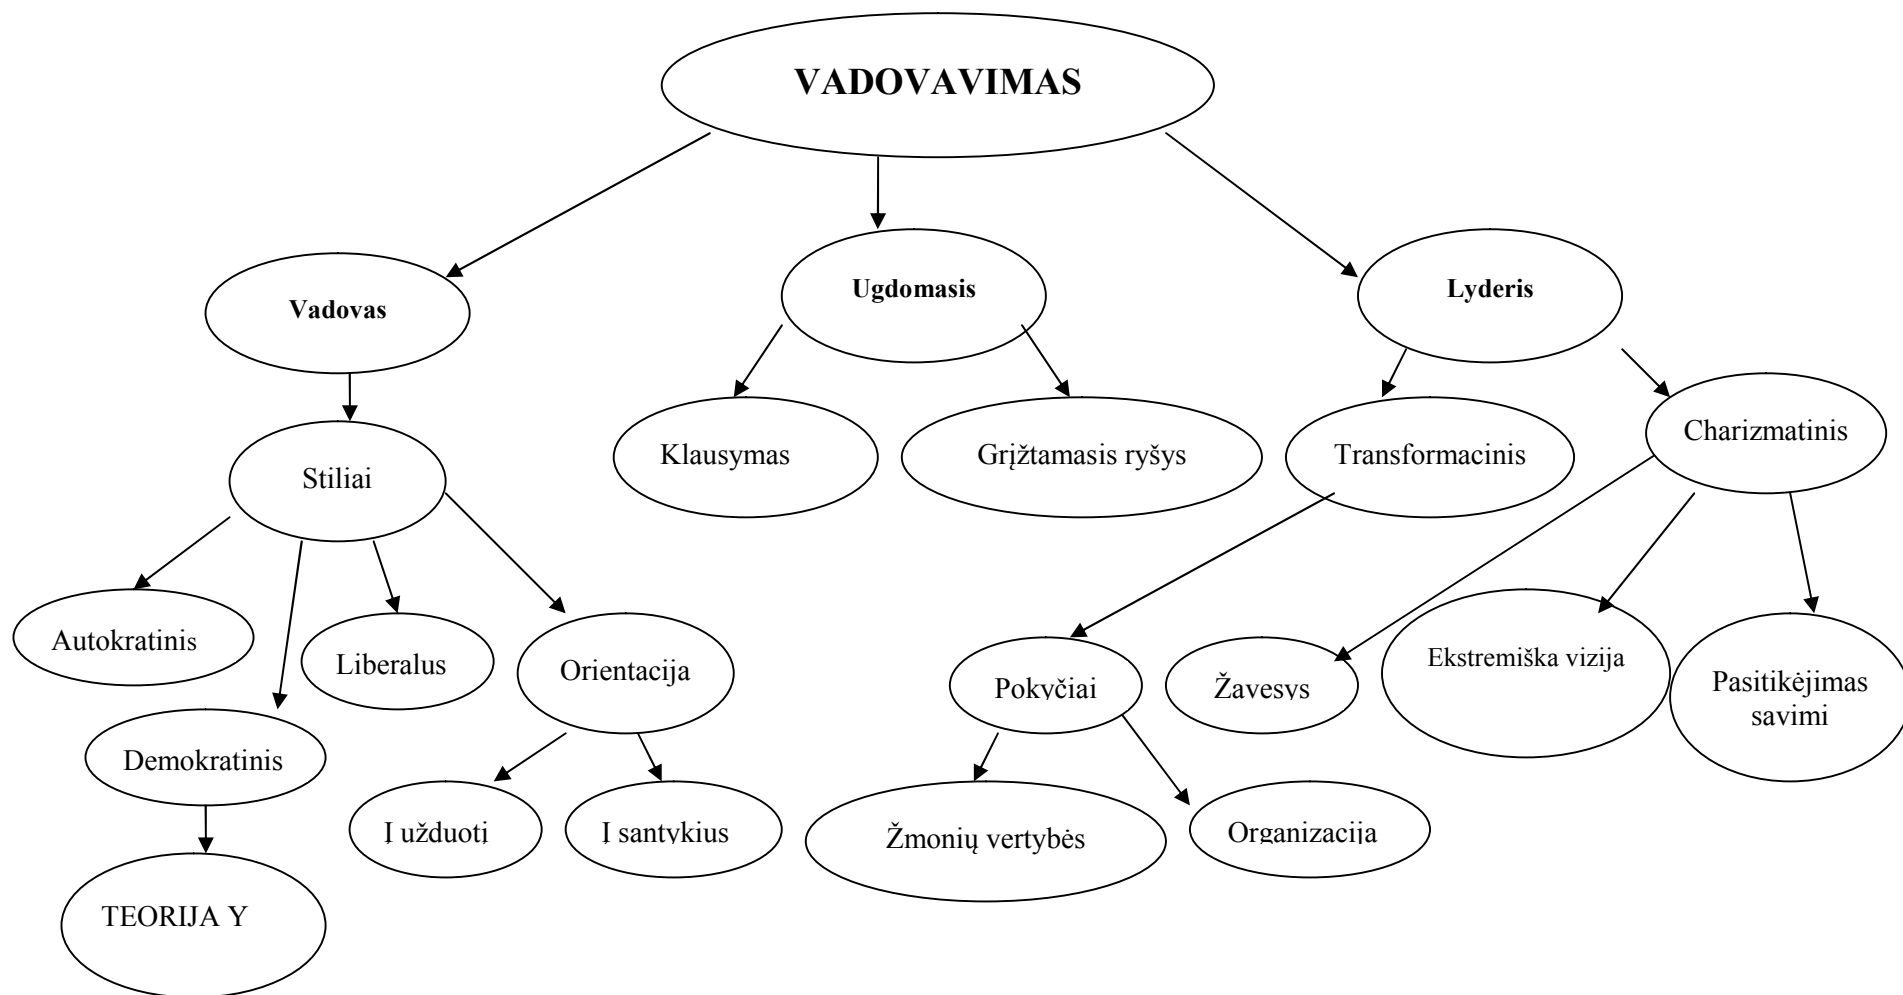 VADOVAVIMAS
Vadovas
Ugdomasis
Lyderis
Stiliai
Klausymas
Grįžtamasis ryšys
Transformacinis
Charizmatinis
Autokratinis
Liberalus
Orientacija
Pokyčiai
Žavesys
Ekstremiška vizija
Pasitikėjimas
savimi
Demokratinis
Į užduotį
Į santykius
Žmonių vertybės
Organizacija
TEORIJA Y